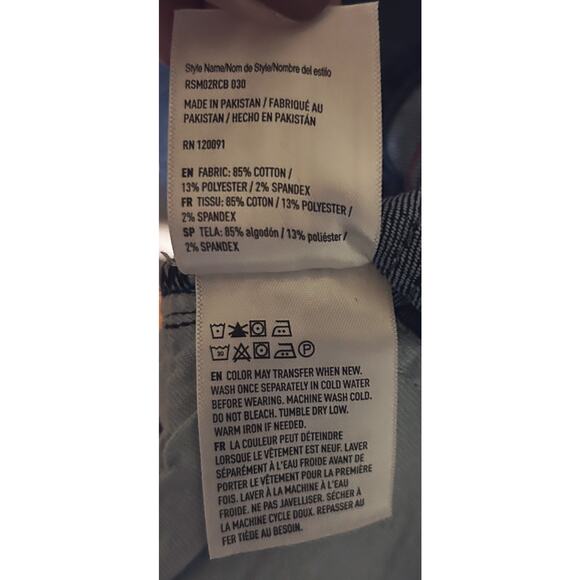 Style Name/Nom de Style/Nombre del estilo
RSM02RCB 030
MADE IN PAKISTAN / FABRIQUÉ AU
PAKISTAN / HECHO EN PAKISTÁN
RN 120091
EN FABRIC: 85% COTTON /
13% POLYESTER / 2% SPANDEX
FR TISSU: 85% COTON / 13% POLYESTER /
2% SPANDEX
SP TELA: 85% algodón / 13% poliéster /
2% SPANDEX
EN COLOR MAY TRANSFER WHEN NEW.
WASH ONCE SEPARATELY IN COLD WATER
BEFORE WEARING. MACHINE WASH COLD.
DO NOT BLEACH. TUMBLE DRY LOW.
WARM IRON IF NEEDED.
FR LA COULEUR PEUT DÉTEINDRE
LORSQUE LE VÊTEMENT EST NEUF. LAVER
SÉPARÉMENT À L'EAU FROIDE AVANT DE
PORTER LE VÊTEMENT POUR LA PREMIÈRE
FOIS. LAVER À LA MACHINE À L'EAU
FROIDE. NE PAS JAVELLISER. SÉCHER À
LA MACHINE CYCLE DOUX. REPASSER AU
FER TIÈDE AU BESOIN.